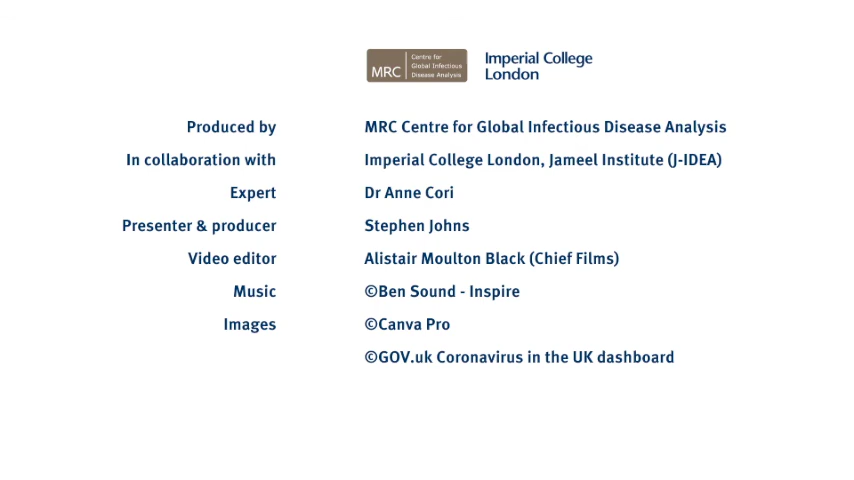 MRC
Centre for
Global Infectious
Disease Analysis
Imperial College
London
Produced by MRC Centre for Global Infectious Disease Analysis
In collaboration with Imperial College London, Jameel Institute (J-IDEA)
Expert Dr Anne Cori
Presenter & producer Stephen Johns
Video editor Alistair Moulton Black (Chief Films)
Music ©Ben Sound - Inspire
Images ©Canva Pro
©GOV.uk Coronavirus in the UK dashboard